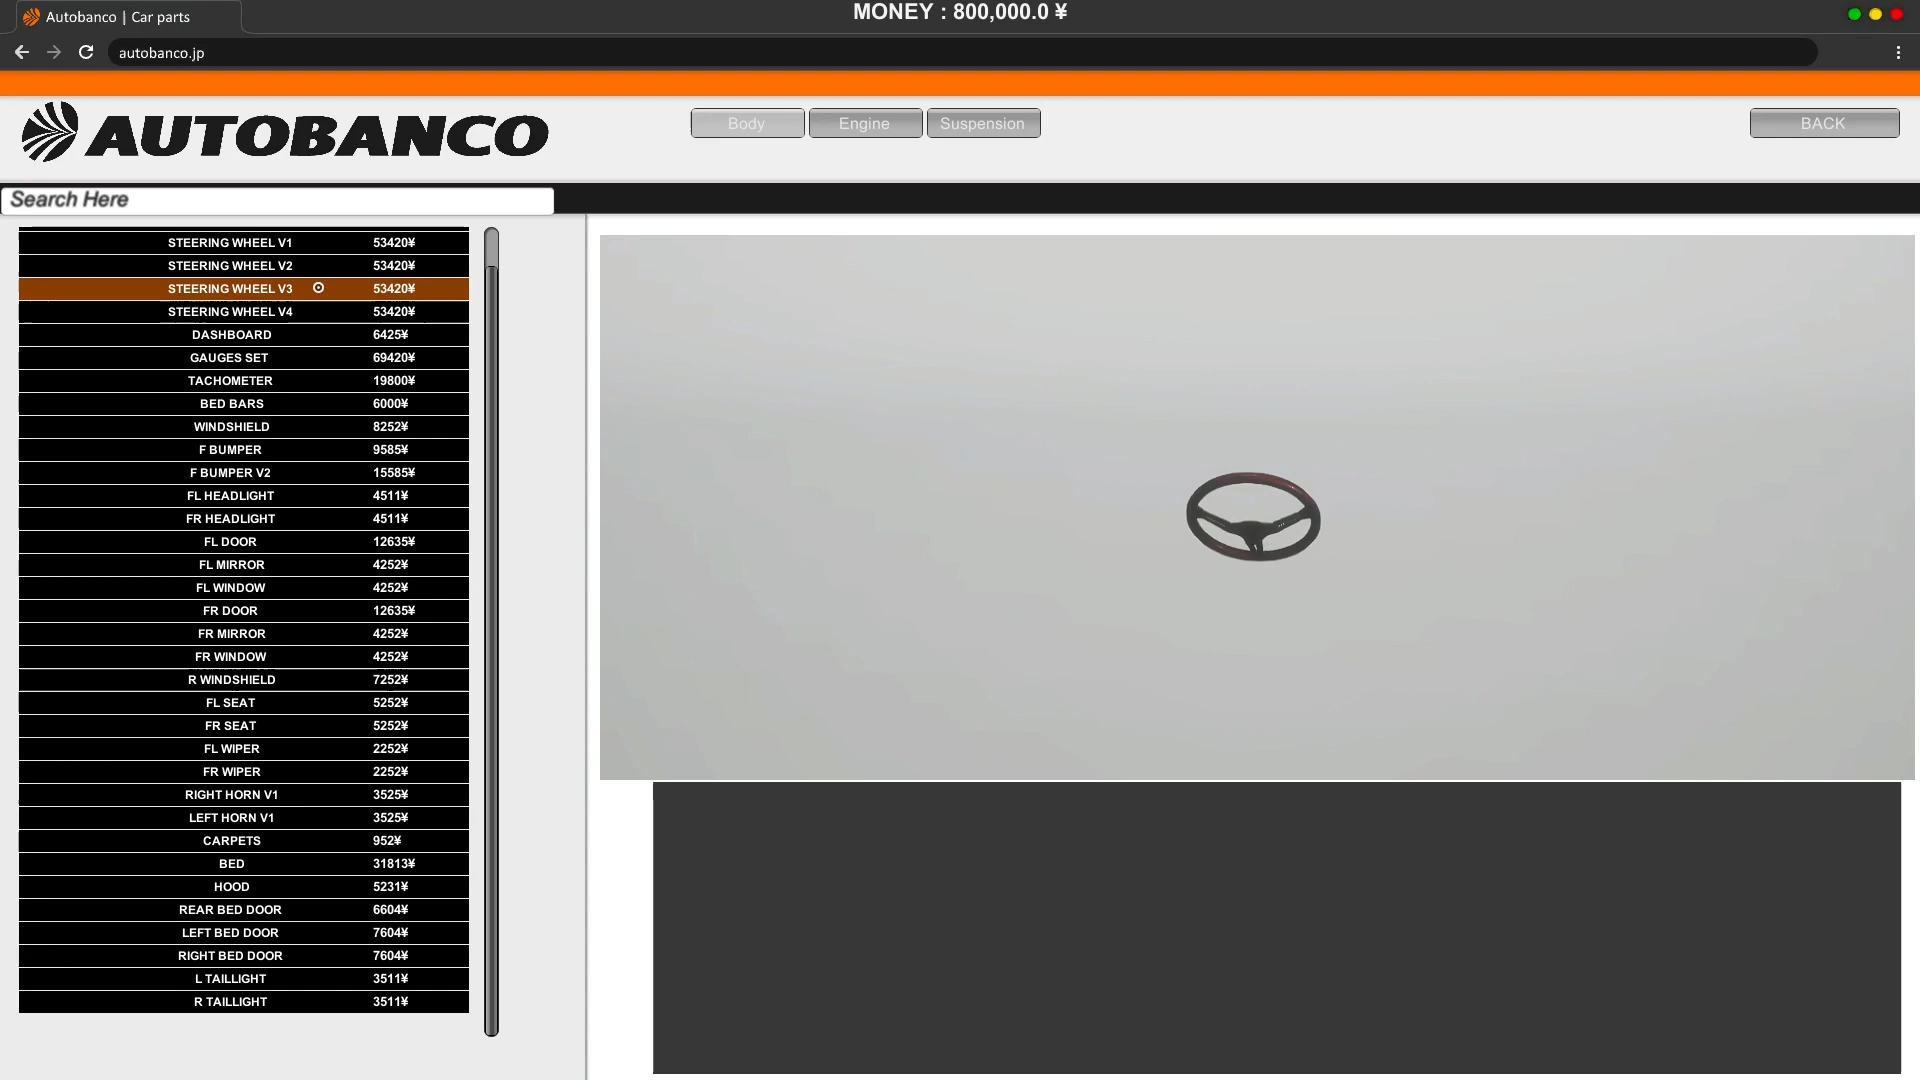 Autobanco | Car parts
MONEY : 800,000.0 ¥
autobanco.jp
AUTOBANCO
Body
Engine
Suspension
BACK
Search Here
STEERING WHEEL V1 53420¥
STEERING WHEEL V2 53420¥
STEERING WHEEL V3 53420¥
STEERING WHEEL V4 53420¥
DASHBOARD 6425¥
GAUGES SET 69420¥
TACHOMETER 19800¥
BED BARS 6000¥
WINDSHIELD 8252¥
F BUMPER 9585¥
F BUMPER V2 15585¥
FL HEADLIGHT 4511¥
FR HEADLIGHT 4511¥
FL DOOR 12635¥
FL MIRROR 4252¥
FL WINDOW 4252¥
FR DOOR 12635¥
FR MIRROR 4252¥
FR WINDOW 4252¥
R WINDSHIELD 7252¥
FL SEAT 5252¥
FR SEAT 5252¥
FL WIPER 2252¥
FR WIPER 2252¥
RIGHT HORN V1 3525¥
LEFT HORN V1 3525¥
CARPETS 952¥
BED 31813¥
HOOD 5231¥
REAR BED DOOR 6604¥
LEFT BED DOOR 7604¥
RIGHT BED DOOR 7604¥
L TAILLIGHT 3511¥
R TAILLIGHT 3511¥